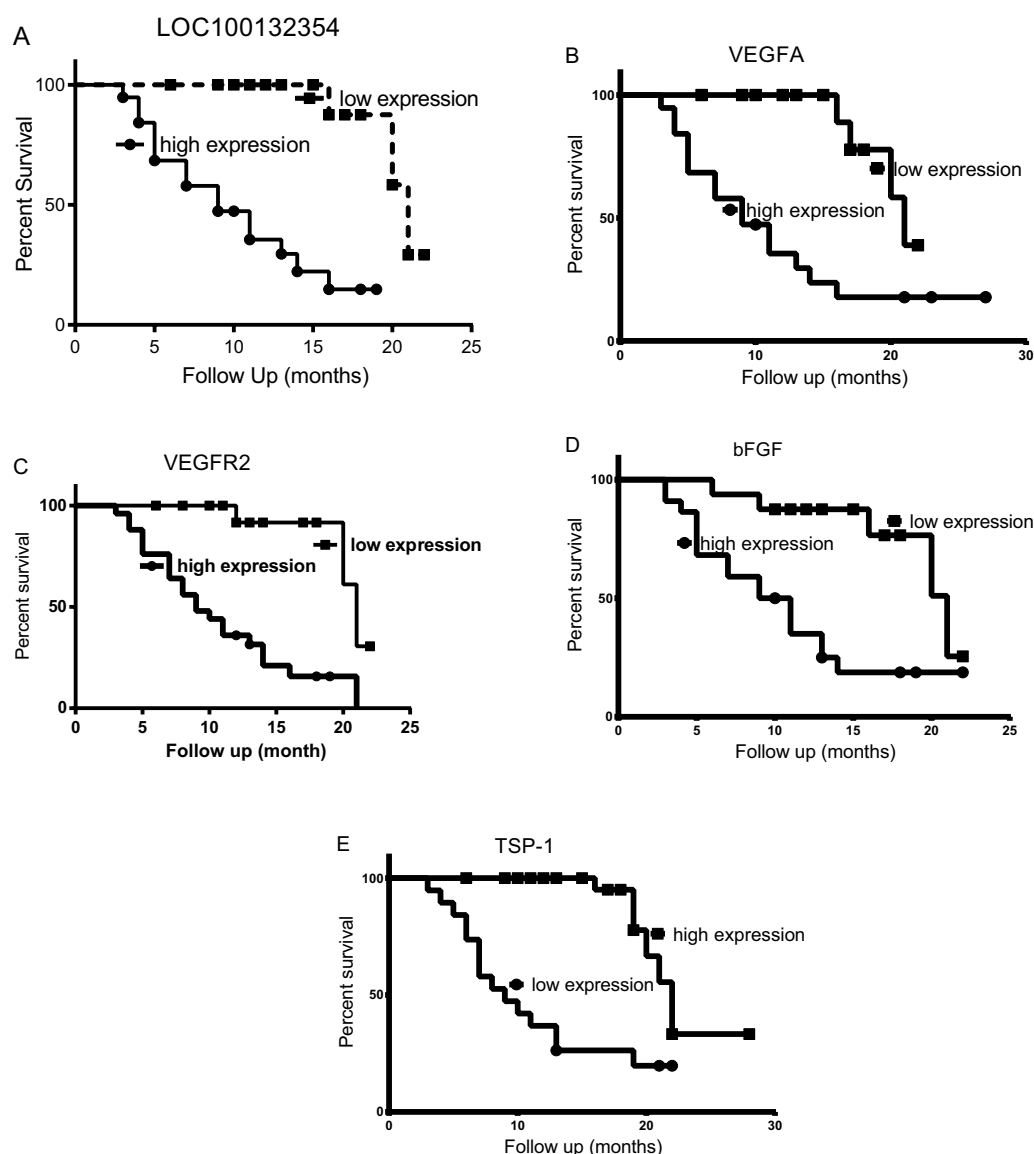 A
LOC100132354
100
50
0
Percent Survival
low expression
high expression
0 5 10 15 20 25
Follow Up (months)
B
VEGFA
100
50
0
Percent survival
low expression
high expression
0 10 20 30
Follow up (months)
C
VEGFR2
100
50
0
Percent survival
low expression
high expression
0 5 10 15 20 25
Follow up (month)
D
bFGF
100
50
0
Percent survival
low expression
high expression
0 5 10 15 20 25
Follow up (months)
E
TSP-1
100
50
0
Percent survival
high expression
low expression
0 10 20 30
Follow up (months)